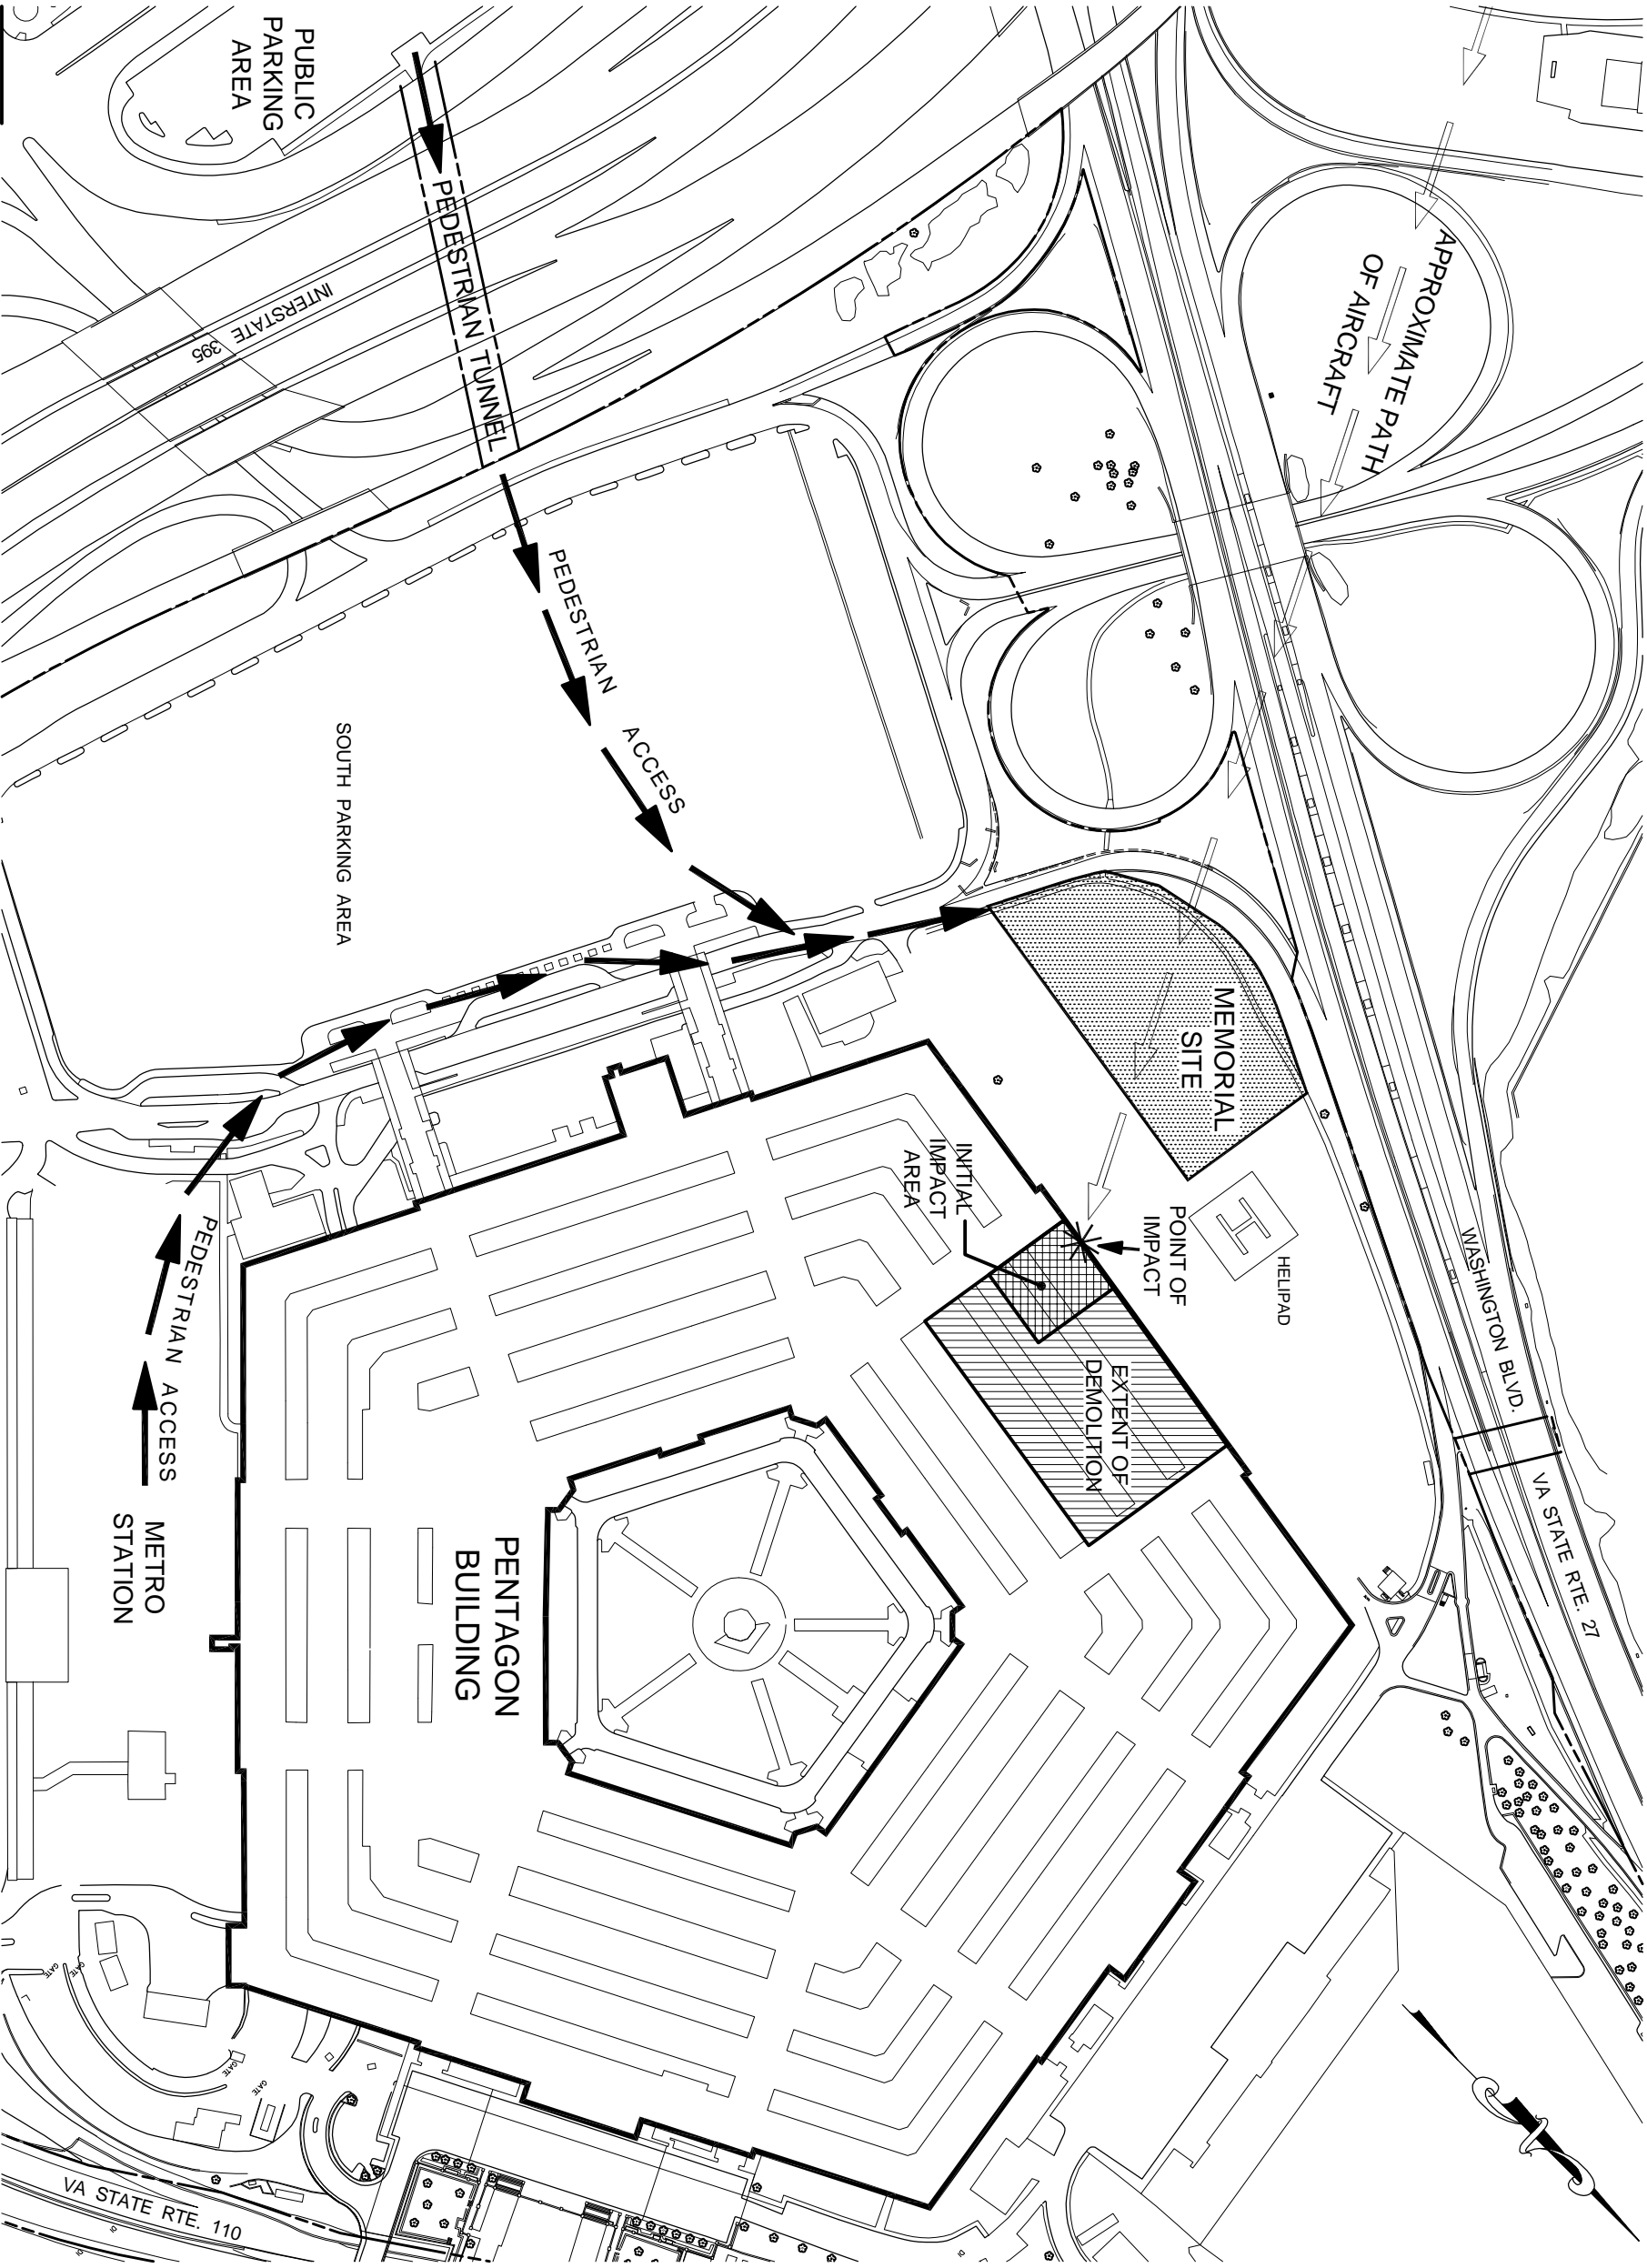 PUBLIC
PARKING
AREA
PEDESTRIAN TUNNEL
INTERSTATE 395
APPROXIMATE PATH
OF AIRCRAFT
PEDESTRIAN ACCESS
SOUTH PARKING AREA
MEMORIAL
SITE
INITIAL
IMPACT
AREA
POINT OF
IMPACT
H
HELIPAD
WASHINGTON BLVD.
VA STATE RTE. 27
EXTENT OF
DEMOLITION
PEDESTRIAN ACCESS
METRO
STATION
PENTAGON
BUILDING
GATE
GATE
GATE
GATE
VA STATE RTE. 110